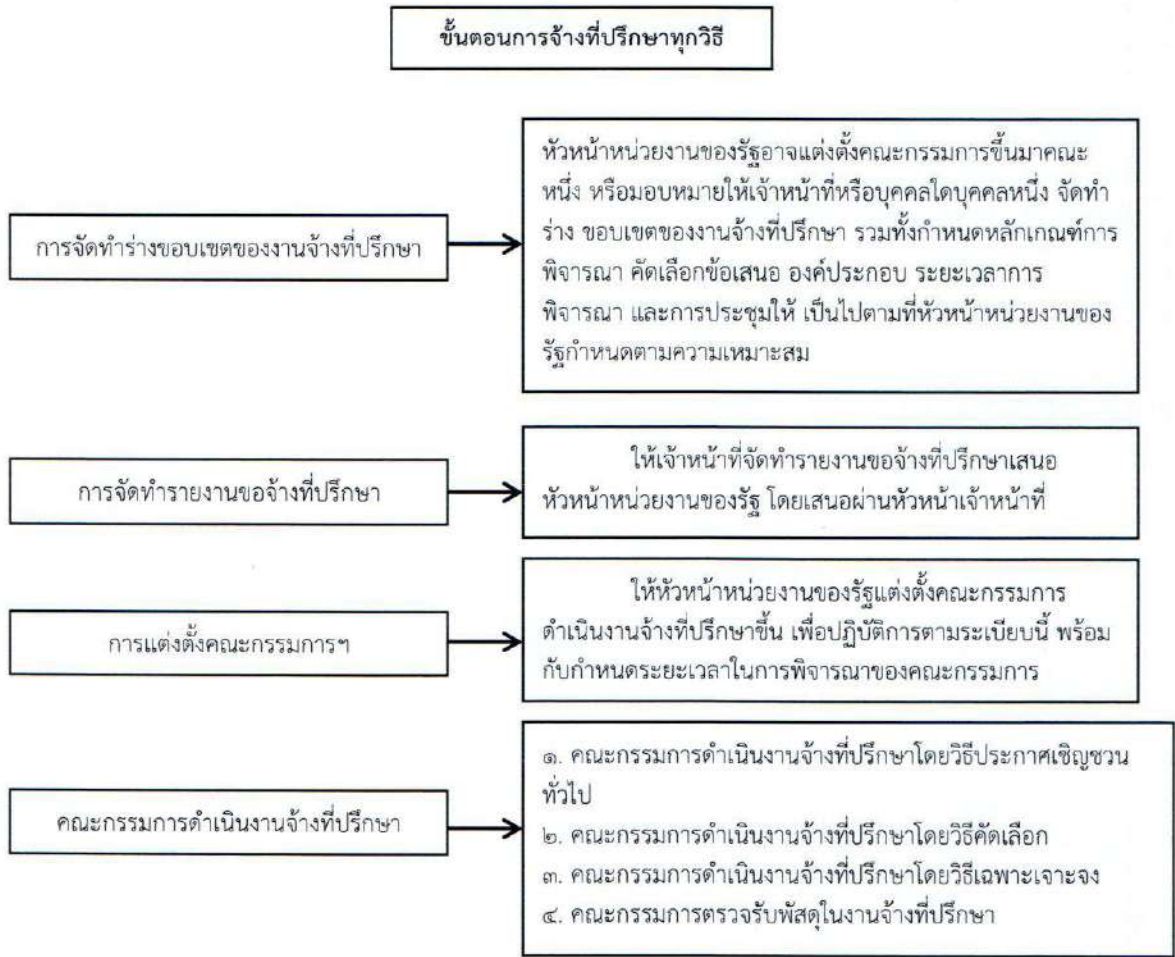 ขั้นตอนการจ้างที่ปรึกษาทุกวิธี
การจัดทำร่างขอบเขตของงานจ้างที่ปรึกษา
หัวหน้าหน่วยงานของรัฐอาจแต่งตั้งคณะกรรมการขึ้นมาคณะ
หนึ่ง หรือมอบหมายให้เจ้าหน้าที่หรือบุคคลใดบุคคลหนึ่ง จัดทำ
ร่าง ขอบเขตของงานจ้างที่ปรึกษา รวมทั้งกำหนดหลักเกณฑ์การ
พิจารณา คัดเลือกข้อเสนอ องค์ประกอบ ระยะเวลาการ
พิจารณา และการประชุมให้ เป็นไปตามที่หัวหน้าหน่วยงานของ
รัฐกำหนดตามความเหมาะสม
การจัดทำรายงานขอจ้างที่ปรึกษา
ให้เจ้าหน้าที่จัดทำรายงานขอจ้างที่ปรึกษาเสนอ
หัวหน้าหน่วยงานของรัฐ โดยเสนอผ่านหัวหน้าเจ้าหน้าที่
การแต่งตั้งคณะกรรมการฯ
ให้หัวหน้าหน่วยงานของรัฐแต่งตั้งคณะกรรมการ
ดำเนินงานจ้างที่ปรึกษาขึ้น เพื่อปฏิบัติการตามระเบียบนี้ พร้อม
กับกำหนดระยะเวลาในการพิจารณาของคณะกรรมการ
คณะกรรมการดำเนินงานจ้างที่ปรึกษา
๑. คณะกรรมการดำเนินงานจ้างที่ปรึกษาโดยวิธีประกาศเชิญชวน
ทั่วไป
๒. คณะกรรมการดำเนินงานจ้างที่ปรึกษาโดยวิธีคัดเลือก
๓. คณะกรรมการดำเนินงานจ้างที่ปรึกษาโดยวิธีเฉพาะเจาะจง
๔. คณะกรรมการตรวจรับพัสดุในงานจ้างที่ปรึกษา